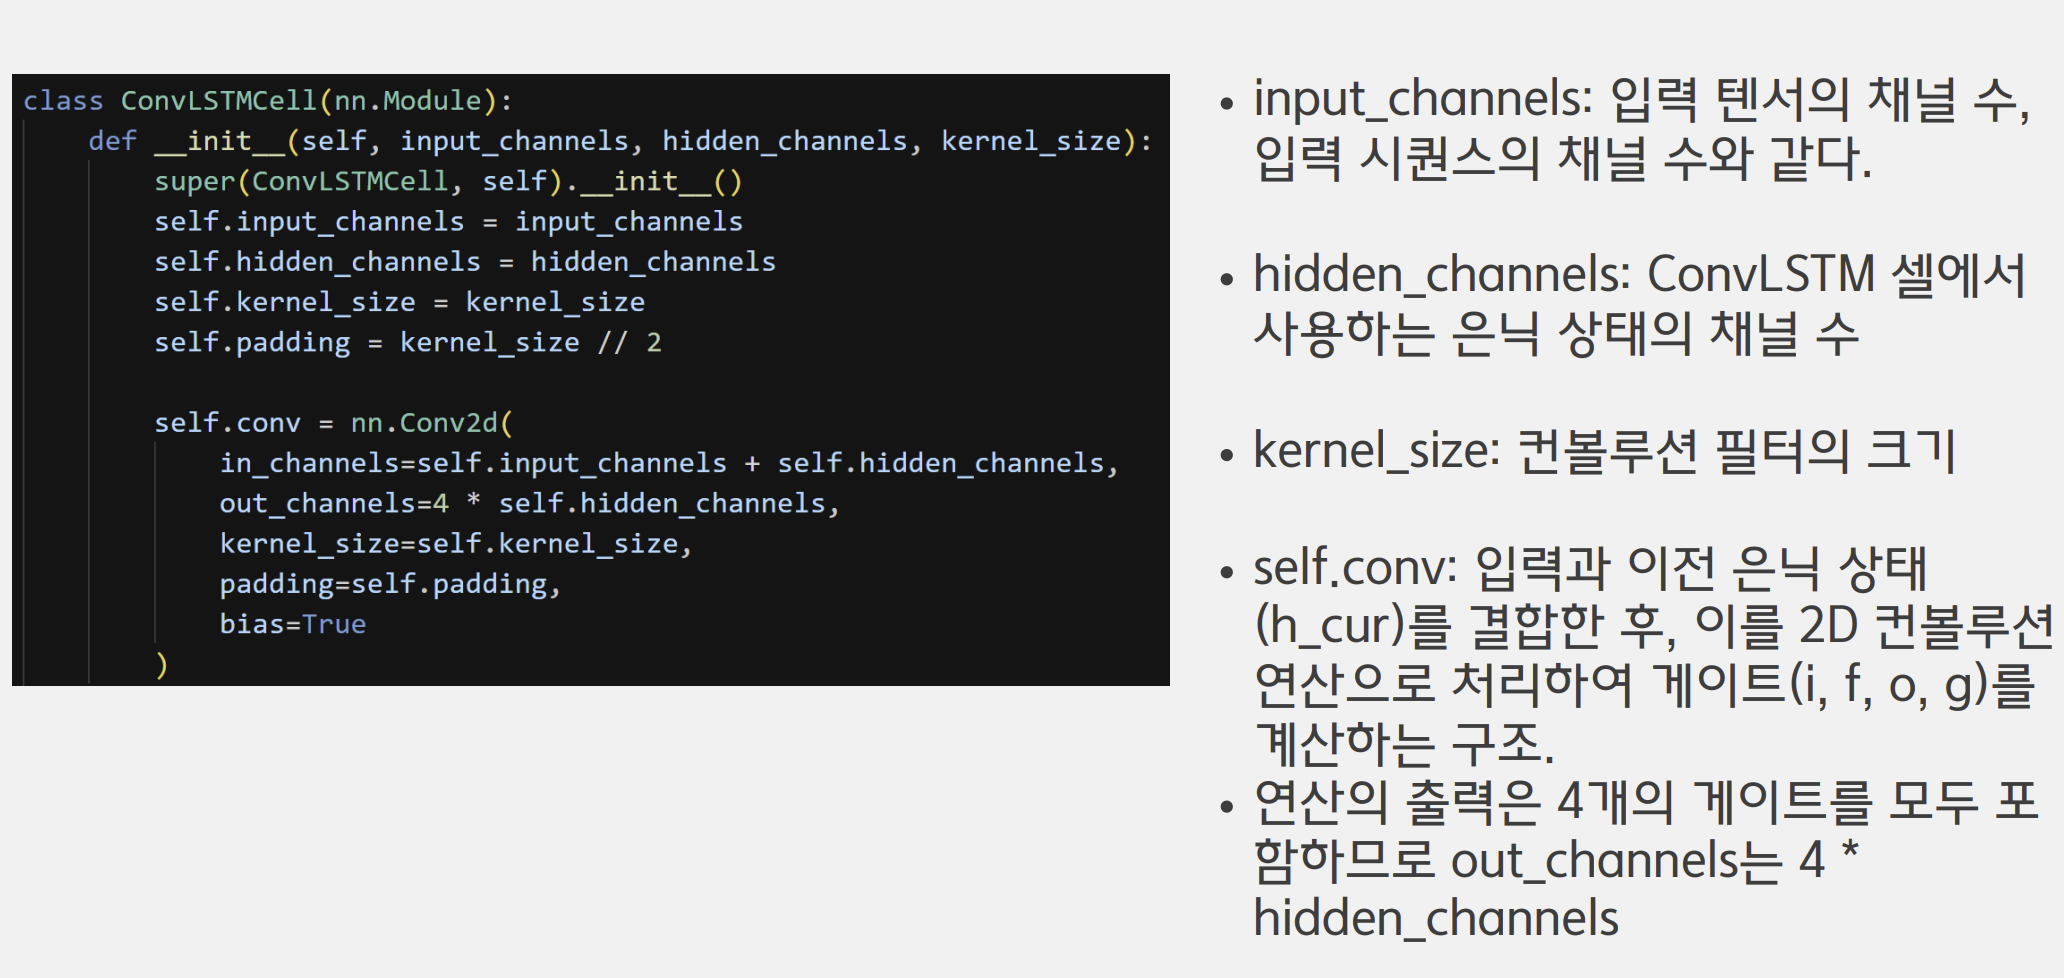 class ConvLSTMCell(nn.Module):
    def __init__(self, input_channels, hidden_channels, kernel_size):
        super(ConvLSTMCell, self).__init__()
        self.input_channels = input_channels
        self.hidden_channels = hidden_channels
        self.kernel_size = kernel_size
        self.padding = kernel_size // 2

        self.conv = nn.Conv2d(
            in_channels=self.input_channels + self.hidden_channels,
            out_channels=4 * self.hidden_channels,
            kernel_size=self.kernel_size,
            padding=self.padding,
            bias=True
        )
• input_channels: 입력 텐서의 채널 수,
입력 시퀀스의 채널 수와 같다.
• hidden_channels: ConvLSTM 셀에서
사용하는 은닉 상태의 채널 수
• kernel_size: 컨볼루션 필터의 크기
• self.conv: 입력과 이전 은닉 상태
(h_cur)를 결합한 후, 이를 2D 컨볼루션
연산으로 처리하여 게이트(i, f, o, g)를
계산하는 구조.
• 연산의 출력은 4개의 게이트를 모두 포
함하므로 out_channels는 4 *
hidden_channels